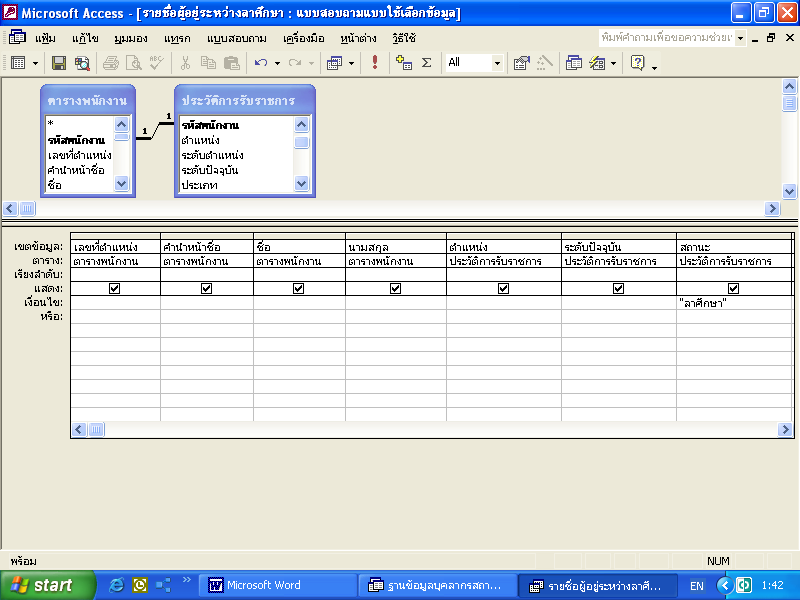 Microsoft Access - [รายชื่อผู้อยู่ระหว่างลาศึกษา : แบบสอบถามแบบใช้เลือกข้อมูล]
แฟ้ม แก้ไข มุมมอง แทรก แบบสอบถาม เครื่องมือ หน้าต่าง วิธีใช้ พิมพ์คำถามเพื่อขอความช่วยเ
All
ตารางพนักงาน
*
รหัสพนักงาน
เลขที่ตำแหน่ง
คำนำหน้าชื่อ
ชื่อ
1 1
ประวัติการรับราชการ
รหัสพนักงาน
ตำแหน่ง
ระดับตำแหน่ง
ระดับปัจจุบัน
ประเภท
เขตข้อมูล: เลขที่ตำแหน่ง คำนำหน้าชื่อ ชื่อ นามสกุล ตำแหน่ง ระดับปัจจุบัน สถานะ
ตาราง: ตารางพนักงาน ตารางพนักงาน ตารางพนักงาน ตารางพนักงาน ประวัติการรับราชการ ประวัติการรับราชการ ประวัติการรับราชการ
เรียงลำดับ:
แสดง:
เงื่อนไข: "ลาศึกษา"
หรือ:
พร้อม NUM
start Microsoft Word ฐานข้อมูลบุคลากรสถา... รายชื่อผู้อยู่ระหว่างลาศึ... EN 1:42